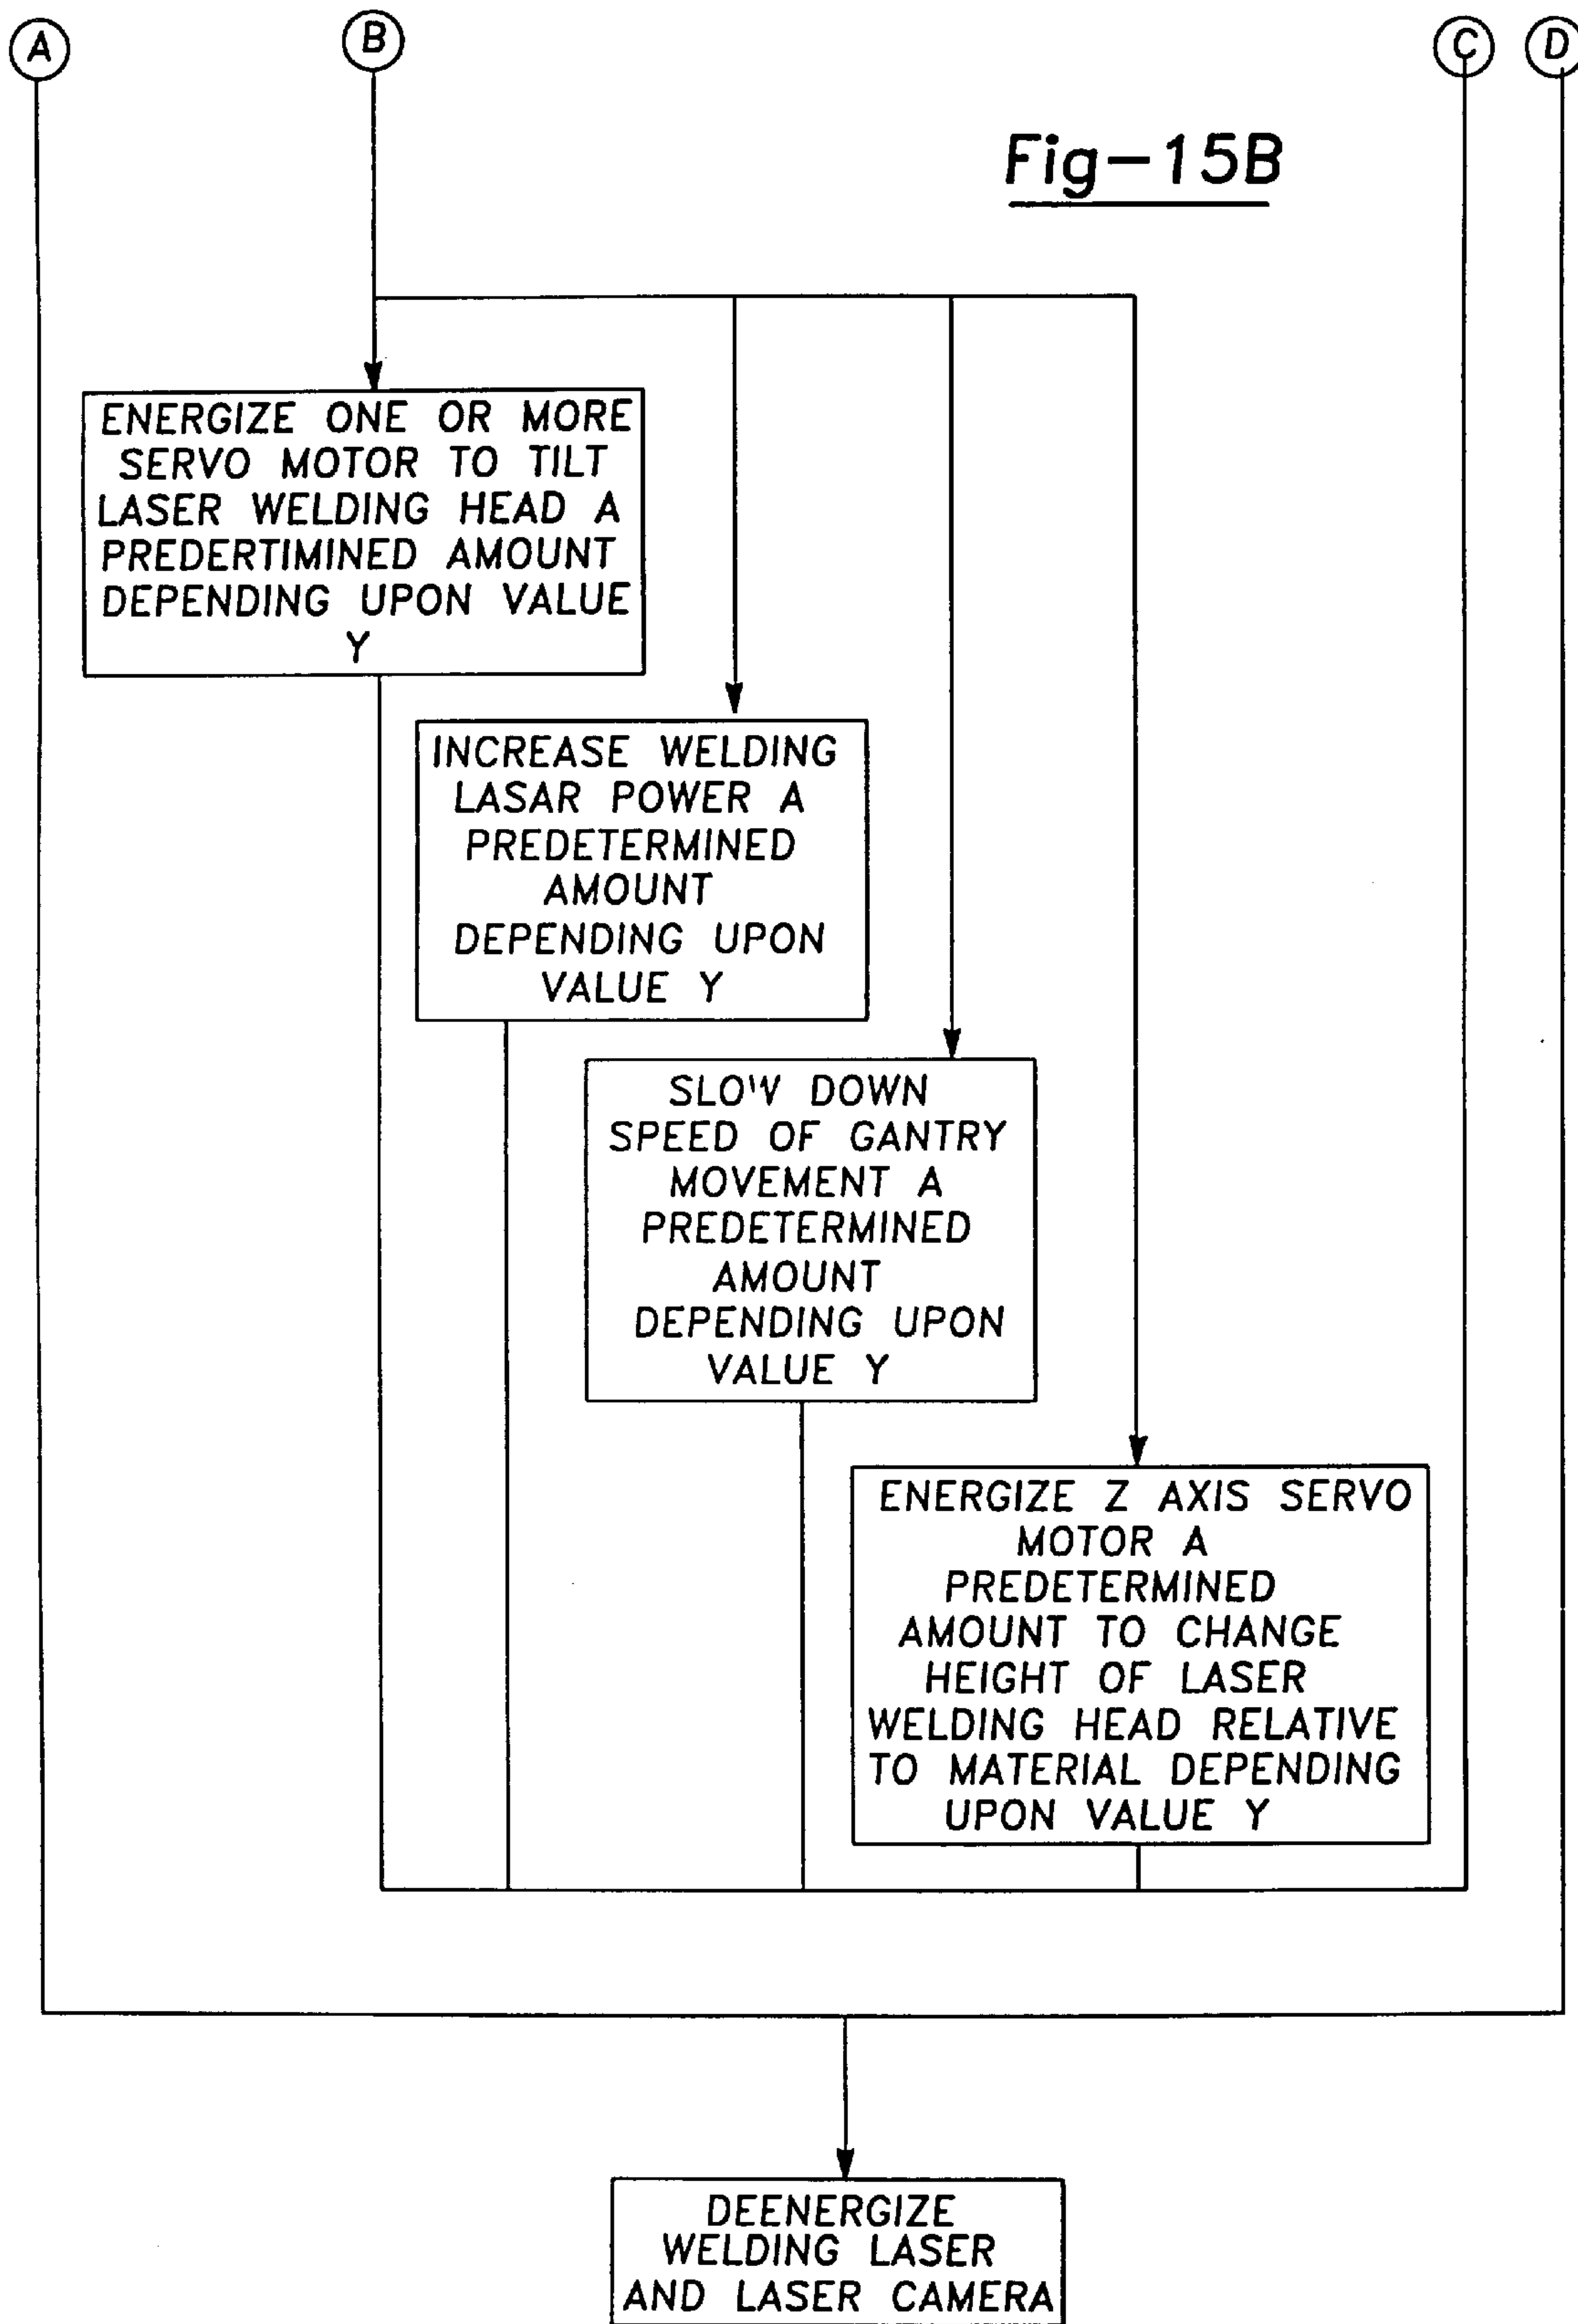 A
B
C
D
Fig-15B
ENERGIZE ONE OR MORE
SERVO MOTOR TO TILT
LASER WELDING HEAD A
PREDERTIMINED AMOUNT
DEPENDING UPON VALUE
Y
INCREASE WELDING
LASAR POWER A
PREDETERMINED
AMOUNT
DEPENDING UPON
VALUE Y
SLOW DOWN
SPEED OF GANTRY
MOVEMENT A
PREDETERMINED
AMOUNT
DEPENDING UPON
VALUE Y
ENERGIZE Z AXIS SERVO
MOTOR A
PREDETERMINED
AMOUNT TO CHANGE
HEIGHT OF LASER
WELDING HEAD RELATIVE
TO MATERIAL DEPENDING
UPON VALUE Y
DEENERGIZE
WELDING LASER
AND LASER CAMERA